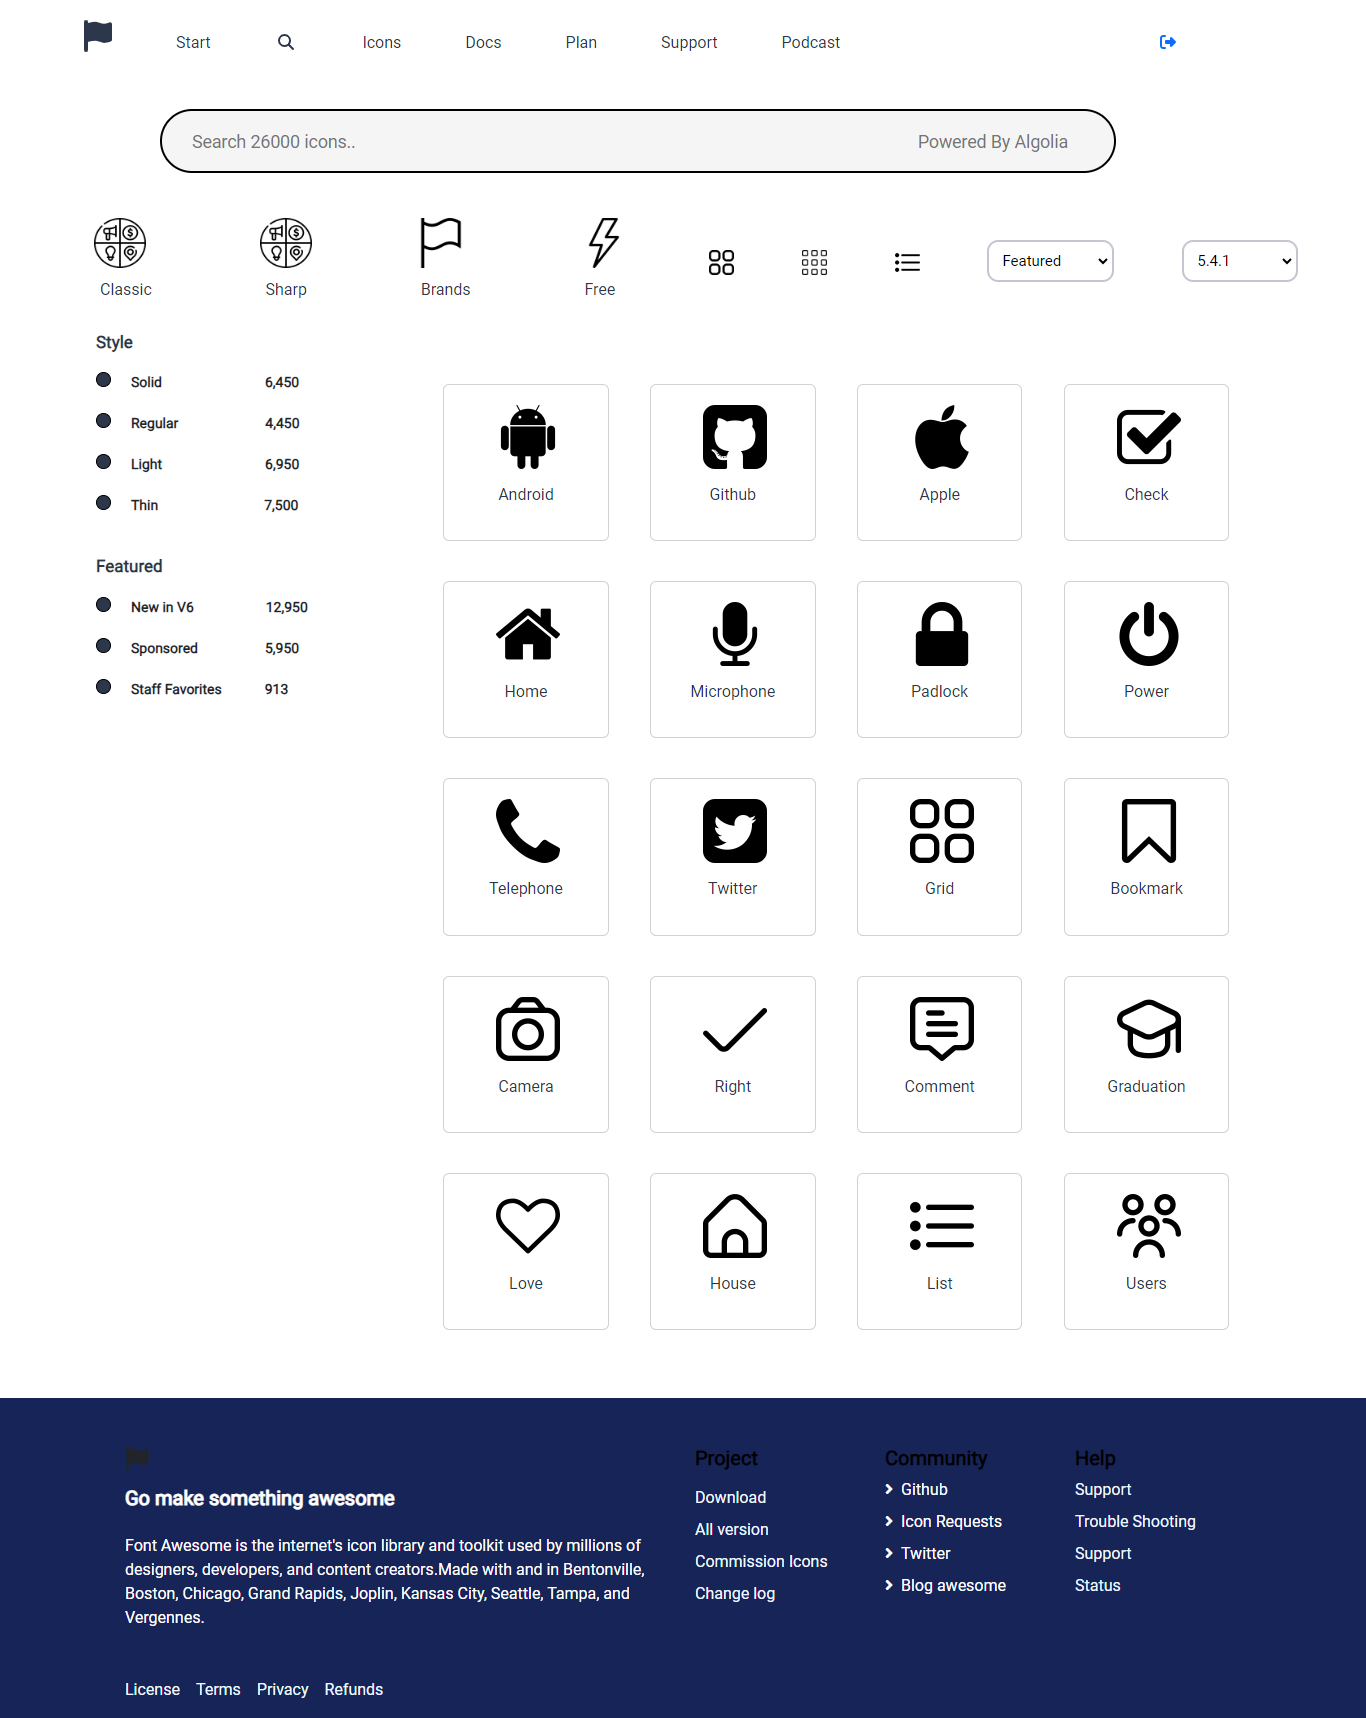 Start Icons Docs Plan Support Podcast
Search 26000 icons.. Powered By Algolia
Classic Sharp Brands Free Featured 5.4.1
Style
Solid 6,450
Regular 4,450
Light 6,950
Thin 7,500
Featured
New in V6 12,950
Sponsored 5,950
Staff Favorites 913
Android Github Apple Check
Home Microphone Padlock Power
Telephone Twitter Grid Bookmark
Camera Right Comment Graduation
Love House List Users
Go make something awesome
Font Awesome is the internet's icon library and toolkit used by millions of
designers, developers, and content creators.Made with and in Bentonville,
Boston, Chicago, Grand Rapids, Joplin, Kansas City, Seattle, Tampa, and
Vergennes.
License Terms Privacy Refunds
Project
Download
All version
Commission Icons
Change log
Community
Github
Icon Requests
Twitter
Blog awesome
Help
Support
Trouble Shooting
Support
Status